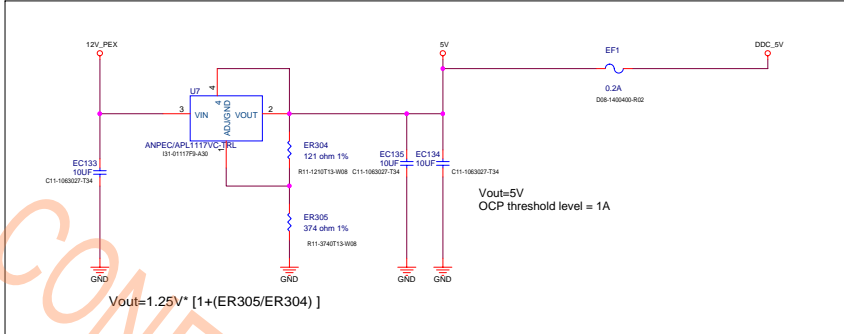 12V_PEX
5V
EF1
DDC_5V
0.2A
D08-1400400-R02
U7
4
4
3
VIN
VOUT
2
ADJ/GND
1
ANPEC/APL1117VC-TRL
I31-01117F9-A30
ER304
121 ohm 1%
R11-1210T13-W08
EC133
10UF
C11-1063027-T34
EC135
10UF
C11-1063027-T34
EC134
10UF
C11-1063027-T34
Vout=5V
OCP threshold level = 1A
ER305
374 ohm 1%
R11-3740T13-W08
GND
GND
GND
GND
Vout=1.25V* [1+(ER305/ER304) ]